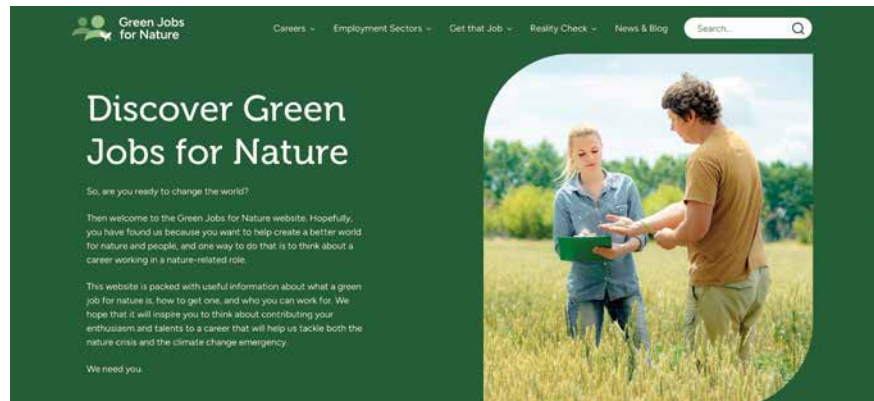 Green Jobs
for Nature
Careers
Employment Sectors
Get that Job
Reality Check
News & Blog
Search...
Discover Green
Jobs for Nature
So, are you ready to change the world?
Then welcome to the Green Jobs for Nature website. Hopefully,
you have found us because you want to help create a better world
for nature and people, and one way to do that is to think about a
career working in a nature-related role.
This website is packed with useful information about what a green
job for nature is, how to get one, and who you can work for. We
hope that it will inspire you to think about contributing your
enthusiasm and talents to a career that will help us tackle both the
nature crisis and the climate change emergency.
We need you.